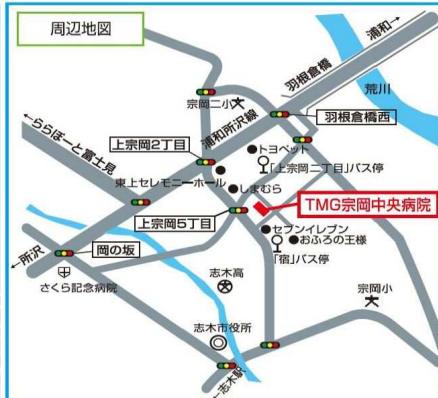 周辺地図
浦和→
羽根倉橋
荒川
宗岡二小
浦和所沢線
羽根倉橋西
←ららぽーと富士見
上宗岡2丁目
トヨペット
「上宗岡二丁目」バス停
東上セレモニーホール
しまむら
TMG宗岡中央病院
上宗岡5丁目
セブンイレブン
おふろの王様
「宿」バス停
←所沢
岡の坂
さくら記念病院
志木高
宗岡小
志木市役所
←志木駅